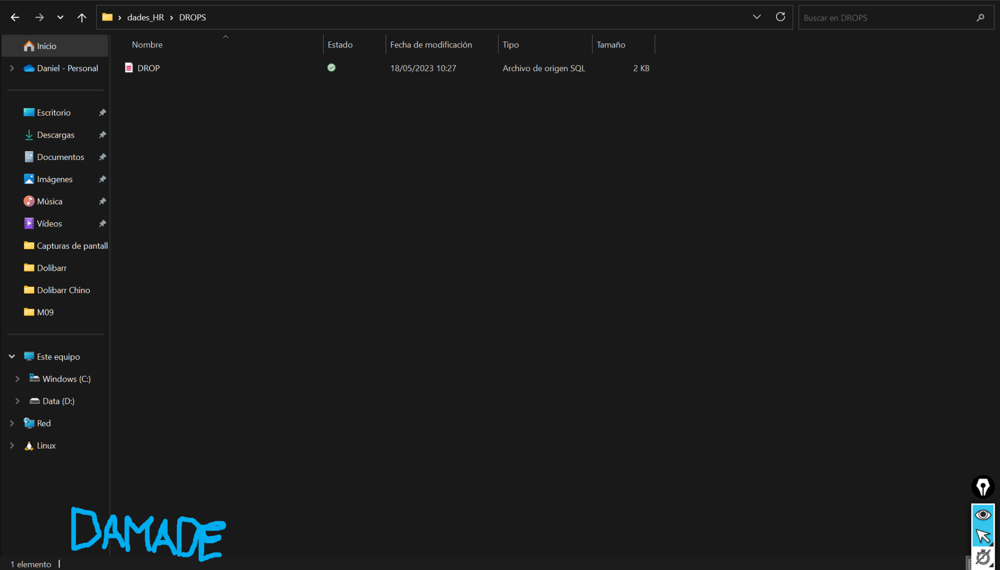 dades_HR DROPS
Buscar en DROPS
Inicio
Daniel - Personal
Escritorio
Descargas
Documentos
Imágenes
Música
Vídeos
Capturas de pantall
Dolibarr
Dolibarr Chino
M09
Este equipo
Windows (C:)
Data (D:)
Red
Linux
Nombre Estado Fecha de modificación Tipo Tamaño
DROP 18/05/2023 10:27 Archivo de origen SQL 2 KB
DAMADE
1 elemento